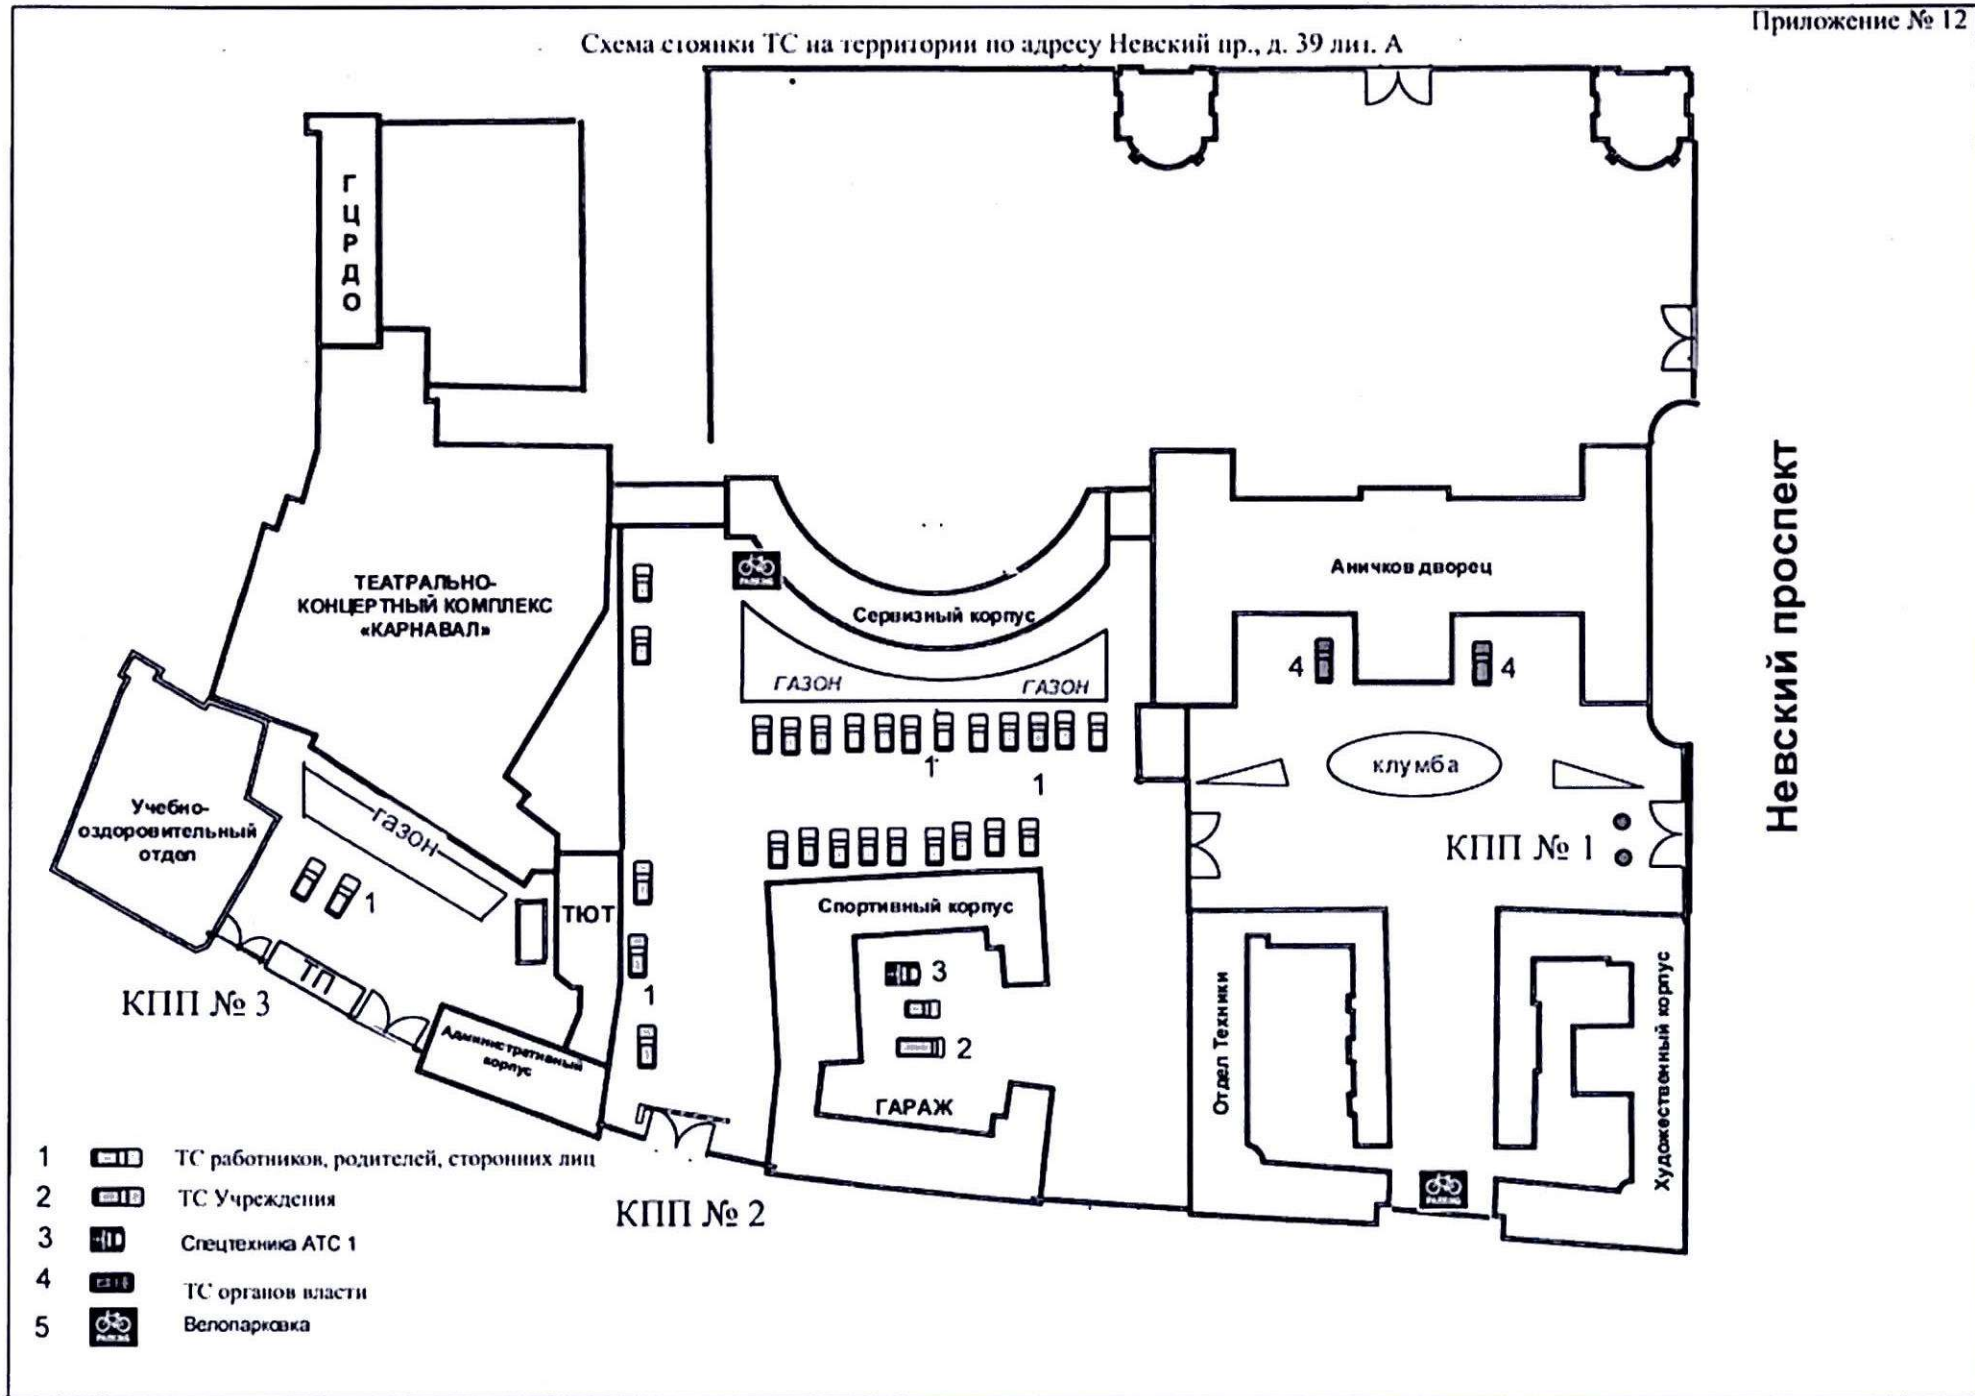 Приложение № 12
Схема стоянки ТС на территории по адресу Невский пр., д. 39 лит. А
Г
Ц
Р
Д
О
ТЕАТРАЛЬНО-
КОНЦЕРТНЫЙ КОМПЛЕКС
«КАРНАВАЛ»
PARKING
Сервизный корпус
ГАЗОН
ГАЗОН
Аничков дворец
4
4
Невский проспект
клумба
КПП № 1
1
1
Учебно-
оздоровительный
отдел
ГАЗОН
1
ТЮТ
Спортивный корпус
3
2
ГАРАЖ
1
ТП
КПП № 3
Административный
корпус
КПП № 2
Отдел Техники
Художественный корпус
PARKING
1 ТС работников, родителей, сторонних лиц
2 ТС Учреждения
3 Спецтехника АТС 1
4 ТС органов власти
5 PARKING Велопарковка